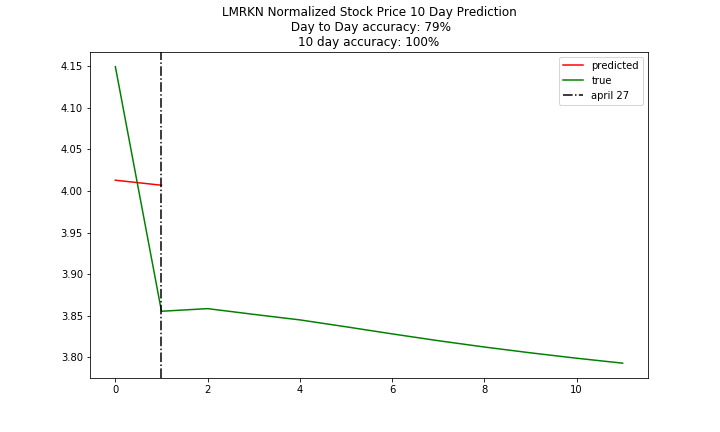 LMRKN Normalized Stock Price 10 Day Prediction
Day to Day accuracy: 79%
10 day accuracy: 100%
predicted
true
april 27
4.15
4.10
4.05
4.00
3.95
3.90
3.85
3.80
0 2 4 6 8 10